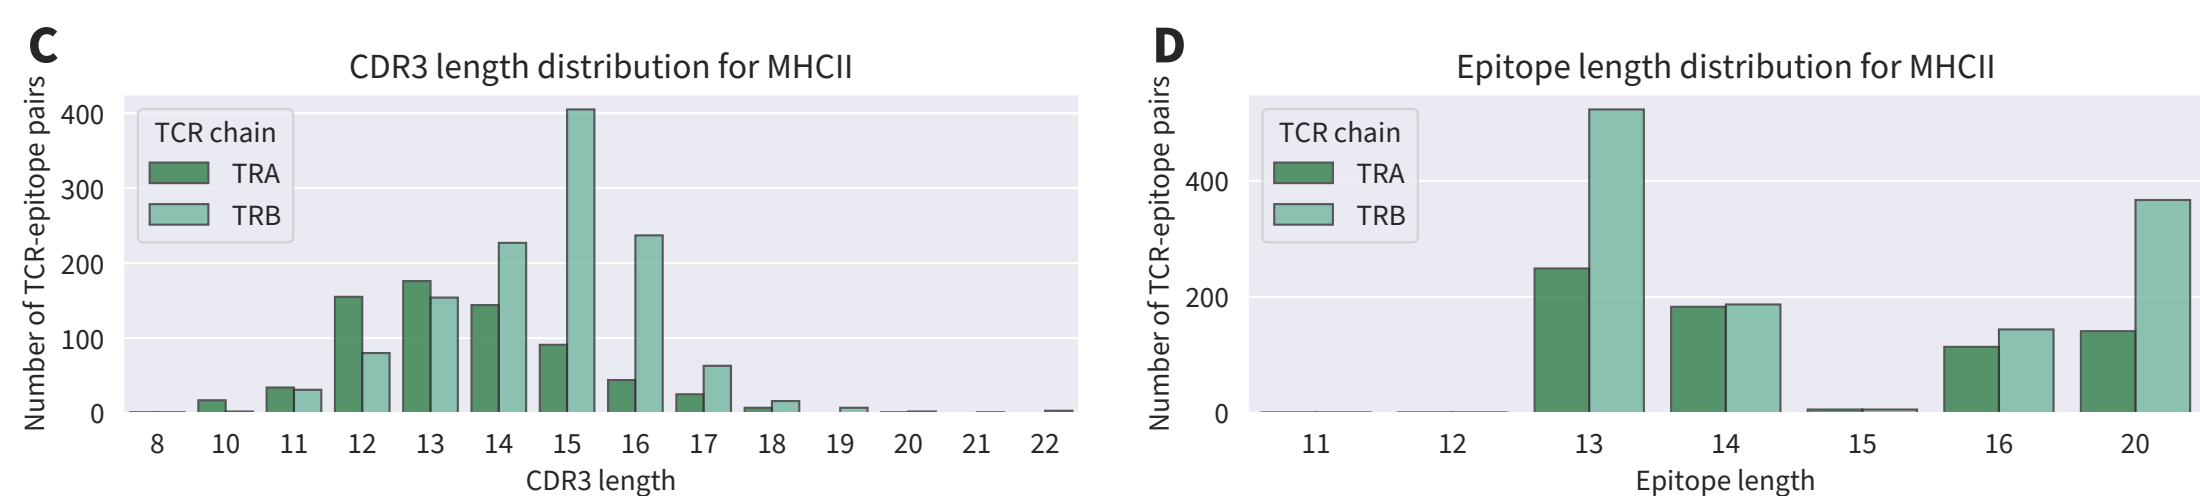 C
CDR3 length distribution for MHCII
Number of TCR-epitope pairs
400
300
200
100
0
TCR chain
TRA
TRB
8 10 11 12 13 14 15 16 17 18 19 20 21 22
CDR3 length
D
Epitope length distribution for MHCII
Number of TCR-epitope pairs
400
200
0
TCR chain
TRA
TRB
11 12 13 14 15 16 20
Epitope length